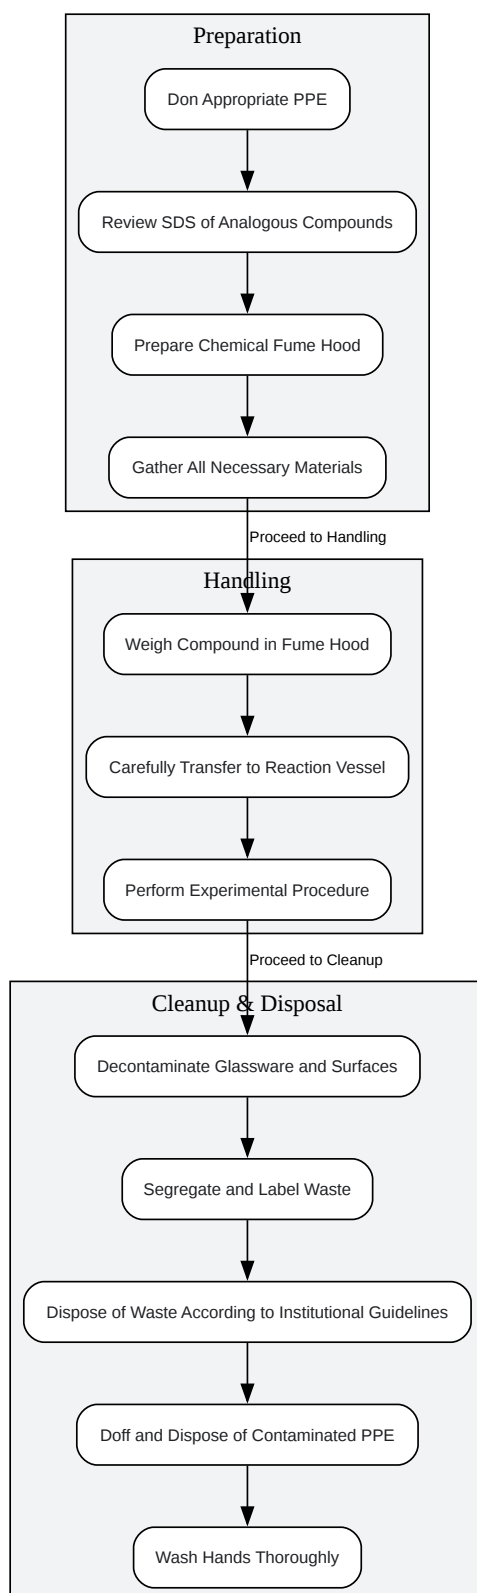 Preparation
Don Appropriate PPE
Review SDS of Analogous Compounds
Prepare Chemical Fume Hood
Gather All Necessary Materials
Proceed to Handling
Handling
Weigh Compound in Fume Hood
Carefully Transfer to Reaction Vessel
Perform Experimental Procedure
Proceed to Cleanup
Cleanup & Disposal
Decontaminate Glassware and Surfaces
Segregate and Label Waste
Dispose of Waste According to Institutional Guidelines
Doff and Dispose of Contaminated PPE
Wash Hands Thoroughly